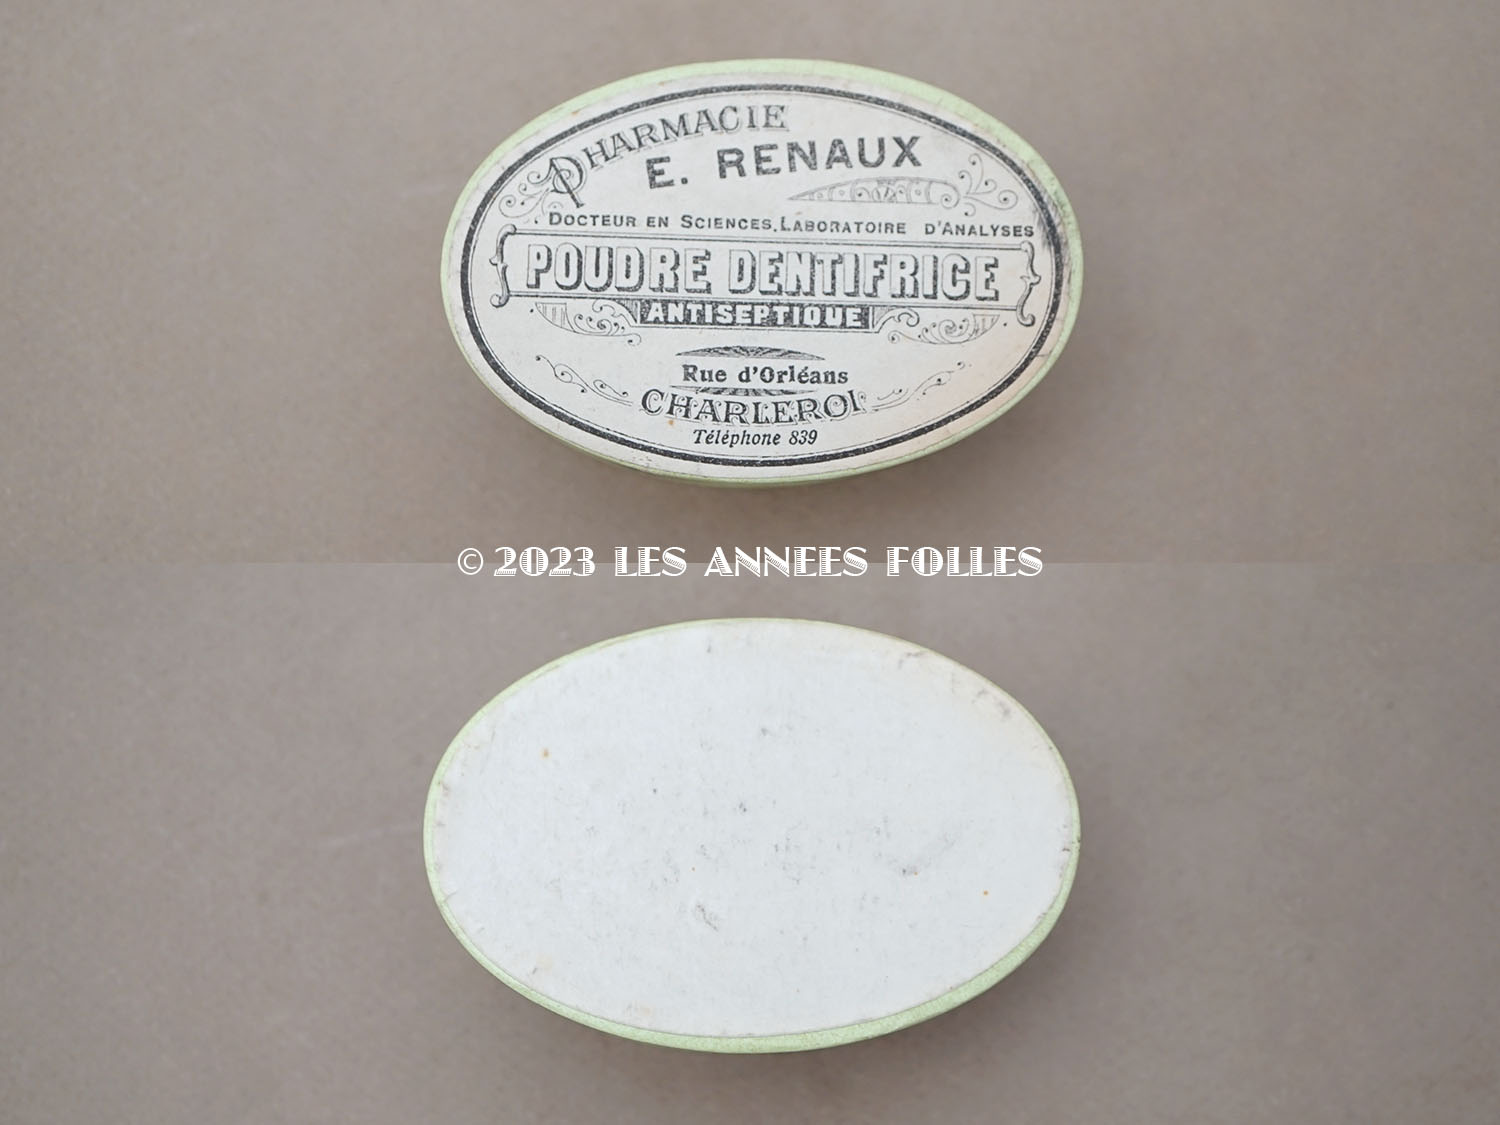 PHARMACIE
E. RENAUX
DOCTEUR EN SCIENCES, LABORATOIRE D'ANALYSES
POUDRE DENTIFRICE
ANTISEPTIQUE
Rue d'Orléans
CHARLEROI
Téléphone 839
© 2023 LES ANNEES FOLLES